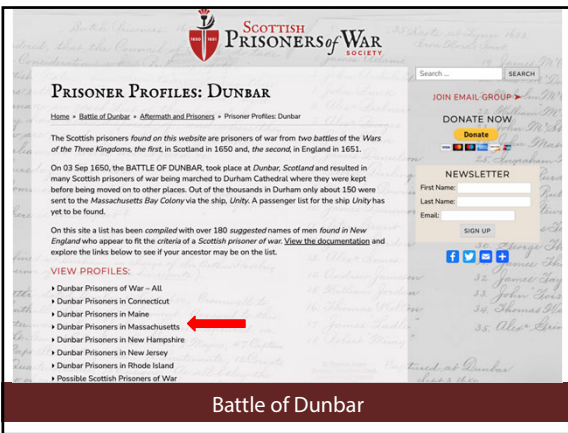 SCOTTISH
PRISONERS of WAR
SOCIETY
1650
1651
PRISONER PROFILES: DUNBAR
Home » Battle of Dunbar » Aftermath and Prisoners » Prisoner Profiles: Dunbar
The Scottish prisoners found on this website are prisoners of war from two battles of the Wars
of the Three Kingdoms, the first, in Scotland in 1650 and, the second, in England in 1651.
On 03 Sep 1650, the BATTLE OF DUNBAR, took place at Dunbar, Scotland and resulted in
many Scottish prisoners of war being marched to Durham Cathedral where they were kept
before being moved on to other places. Out of the thousands in Durham only about 150 were
sent to the Massachusetts Bay Colony via the ship, Unity. A passenger list for the ship Unity has
yet to be found.
On this site a list has been compiled with over 180 suggested names of men found in New
England who appear to fit the criteria of a Scottish prisoner of war. View the documentation and
explore the links below to see if your ancestor may be on the list.
VIEW PROFILES:
Dunbar Prisoners of War – All
Dunbar Prisoners in Connecticut
Dunbar Prisoners in Maine
Dunbar Prisoners in Massachusetts
Dunbar Prisoners in New Hampshire
Dunbar Prisoners in New Jersey
Dunbar Prisoners in Rhode Island
Possible Scottish Prisoners of War
Search ...
SEARCH
JOIN EMAIL GROUP
DONATE NOW
Donate
NEWSLETTER
First Name:
Last Name:
Email:
SIGN UP
Battle of Dunbar